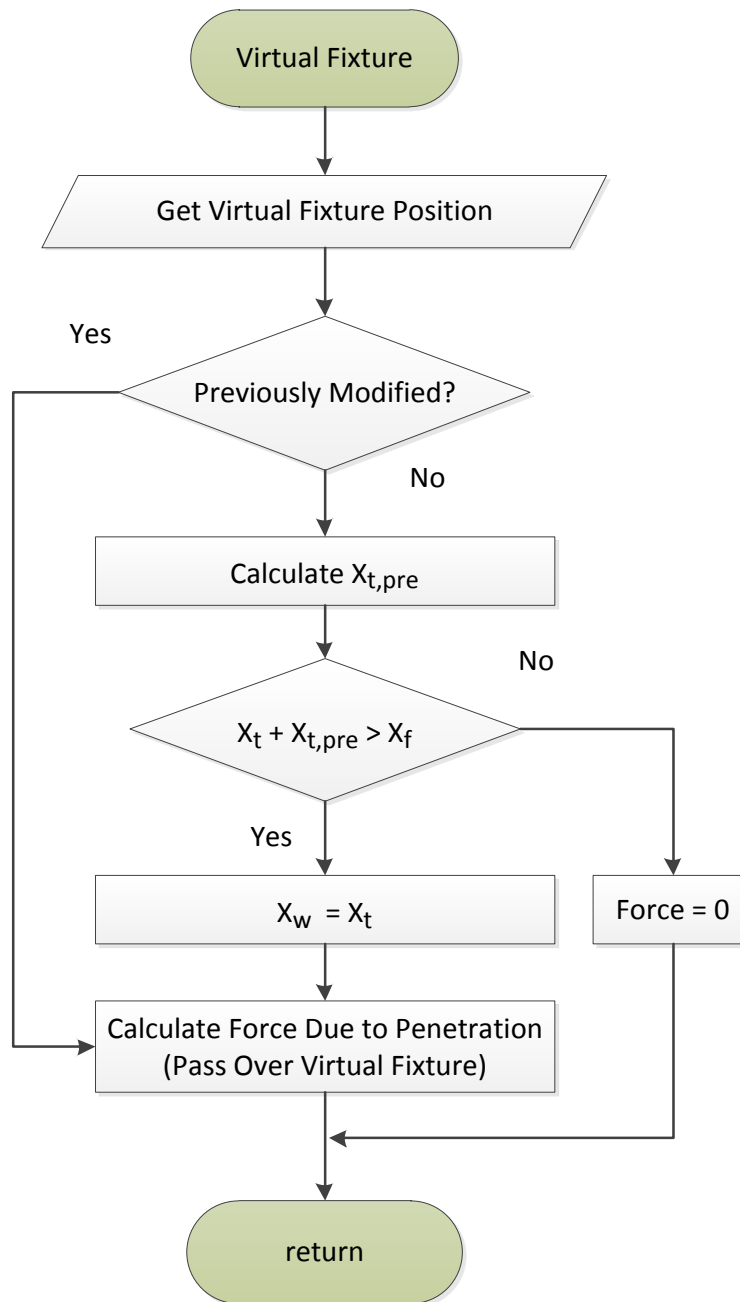 Virtual Fixture
Get Virtual Fixture Position
Yes
Previously Modified?
No
Calculate Xt,pre
No
Xt + Xt,pre > Xf
Yes
Xw = Xt
Force = 0
Calculate Force Due to Penetration
(Pass Over Virtual Fixture)
return